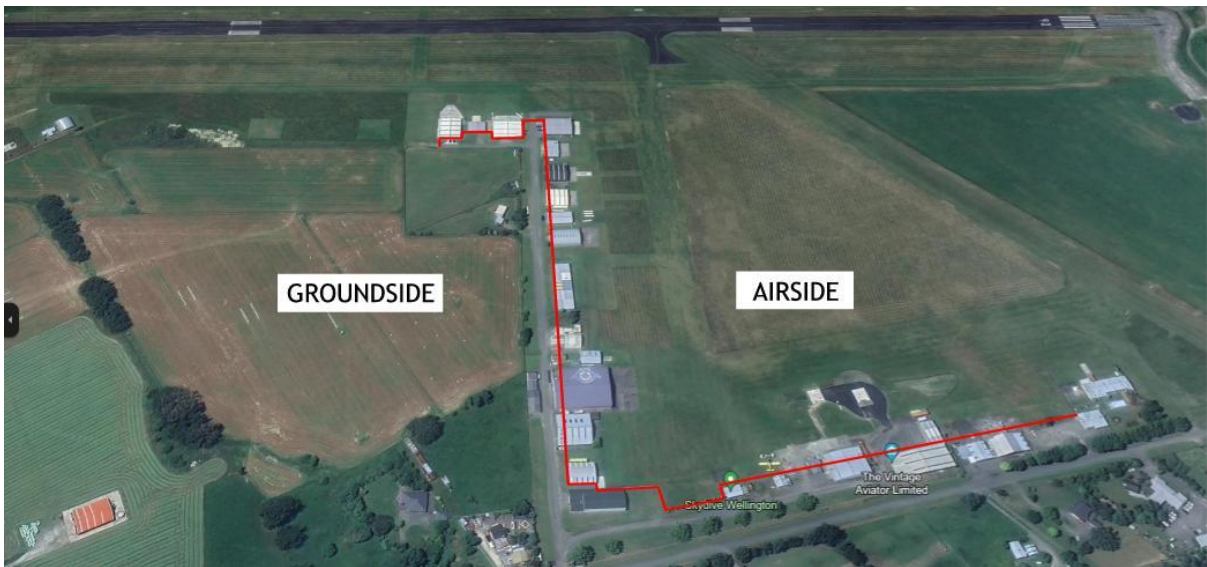 GROUNDSIDE
AIRSIDE
Skydive Wellington
The Vintage
Aviator Limited